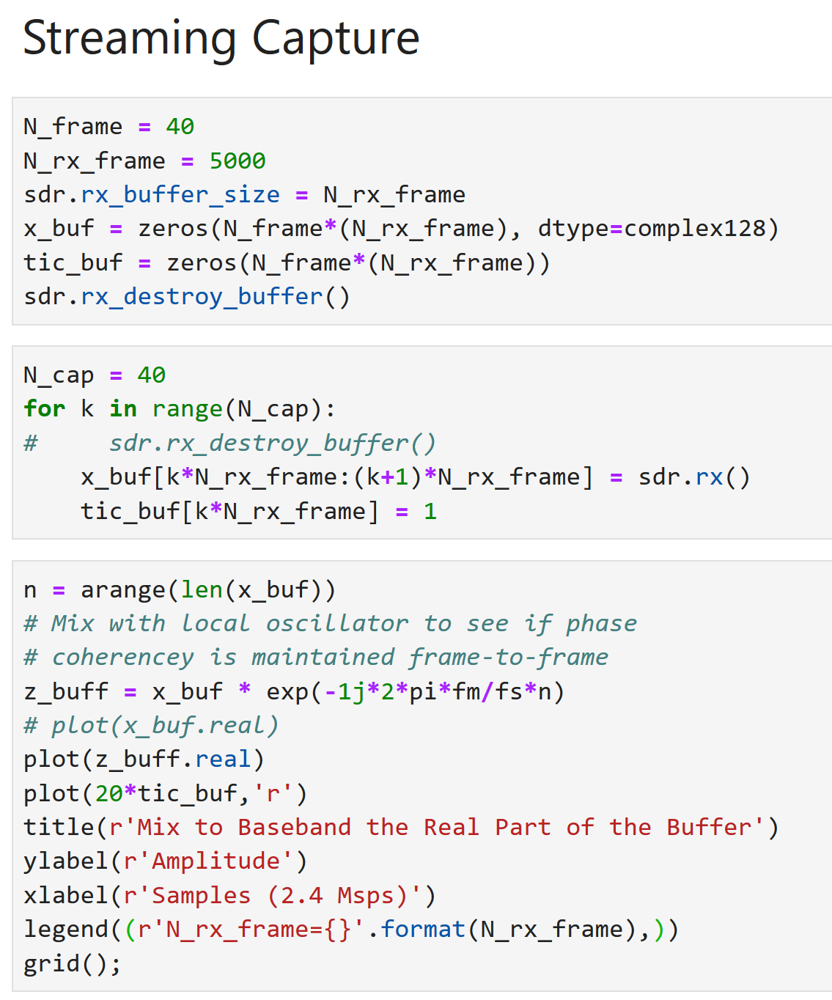 Streaming Capture
N_frame = 40
N_rx_frame = 5000
sdr.rx_buffer_size = N_rx_frame
x_buf = zeros(N_frame*(N_rx_frame), dtype=complex128)
tic_buf = zeros(N_frame*(N_rx_frame))
sdr.rx_destroy_buffer()
N_cap = 40
for k in range(N_cap):
#     sdr.rx_destroy_buffer()
    x_buf[k*N_rx_frame:(k+1)*N_rx_frame] = sdr.rx()
    tic_buf[k*N_rx_frame] = 1
n = arange(len(x_buf))
# Mix with local oscillator to see if phase
# coherencey is maintained frame-to-frame
z_buff = x_buf * exp(-1j*2*pi*fm/fs*n)
# plot(x_buf.real)
plot(z_buff.real)
plot(20*tic_buf,'r')
title(r'Mix to Baseband the Real Part of the Buffer')
ylabel(r'Amplitude')
xlabel(r'Samples (2.4 Msps)')
legend((r'N_rx_frame={}'.format(N_rx_frame),))
grid();